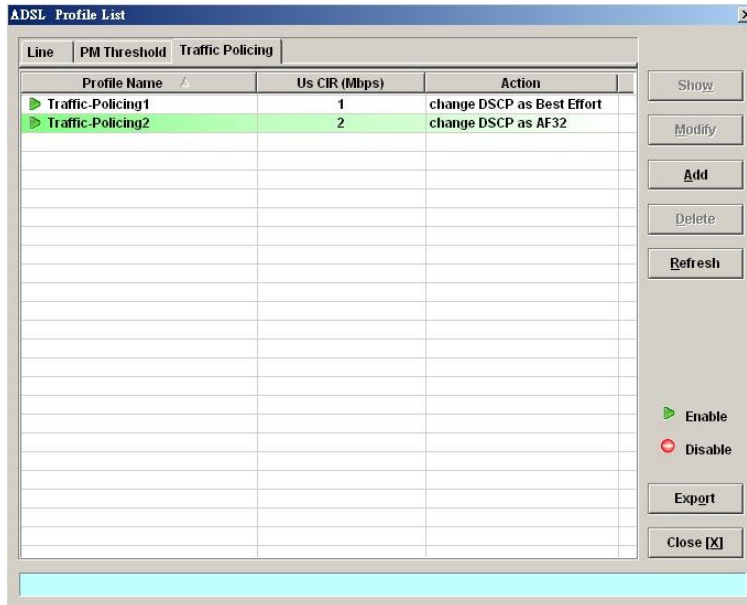 ADSL Profile List
Line PM Threshold Traffic Policing
Profile Name Us CIR (Mbps) Action
Traffic-Policing1 1 change DSCP as Best Effort
Traffic-Policing2 2 change DSCP as AF32
Show
Modify
Add
Delete
Refresh
Enable
Disable
Export
Close [X]